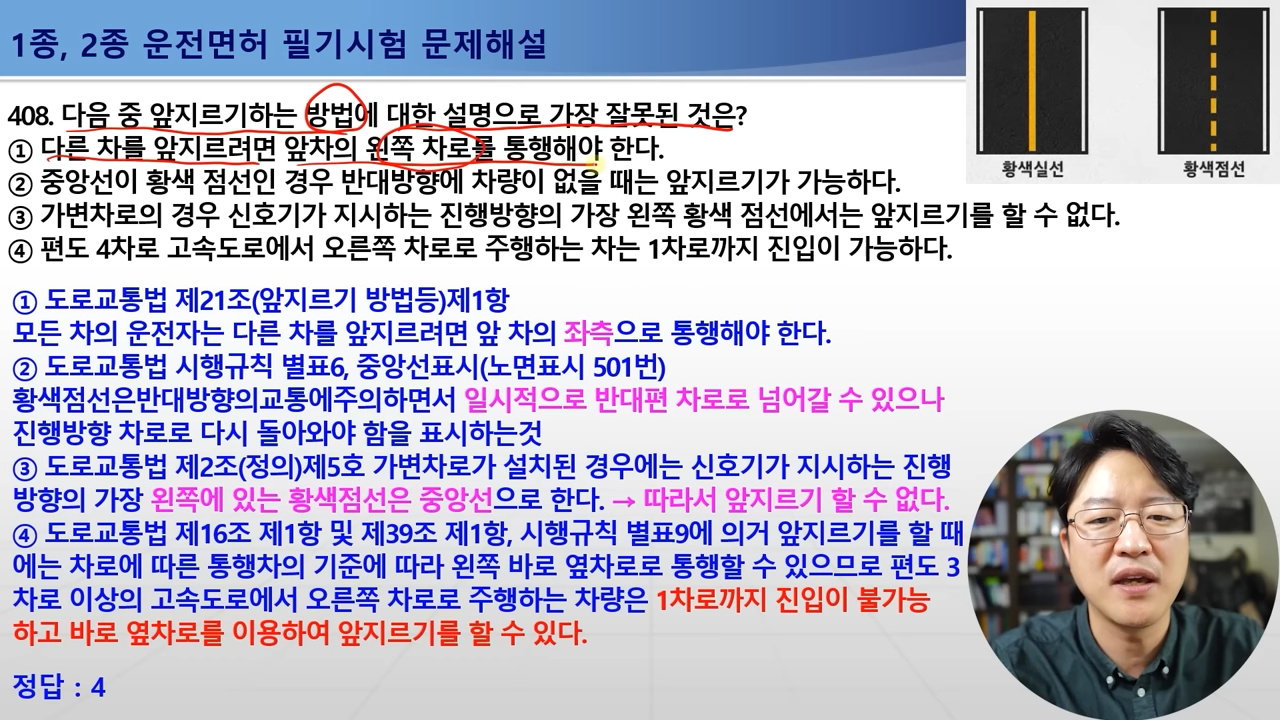 1종, 2종 운전면허 필기시험 문제해설
황색실선
황색점선
408. 다음 중 앞지르기하는 방법에 대한 설명으로 가장 잘못된 것은?
① 다른 차를 앞지르려면 앞차의 왼쪽 차로를 통행해야 한다.
② 중앙선이 황색 점선인 경우 반대방향에 차량이 없을 때는 앞지르기가 가능하다.
③ 가변차로의 경우 신호기가 지시하는 진행방향의 가장 왼쪽 황색 점선에서는 앞지르기를 할 수 없다.
④ 편도 4차로 고속도로에서 오른쪽 차로로 주행하는 차는 1차로까지 진입이 가능하다.
① 도로교통법 제21조(앞지르기 방법등)제1항
모든 차의 운전자는 다른 차를 앞지르려면 앞 차의 좌측으로 통행해야 한다.
② 도로교통법 시행규칙 별표6, 중앙선표시(노면표시 501번)
황색점선은반대방향의교통에주의하면서 일시적으로 반대편 차로로 넘어갈 수 있으나
진행방향 차로로 다시 돌아와야 함을 표시하는것
③ 도로교통법 제2조(정의)제5호 가변차로가 설치된 경우에는 신호기가 지시하는 진행
방향의 가장 왼쪽에 있는 황색점선은 중앙선으로 한다. → 따라서 앞지르기 할 수 없다.
④ 도로교통법 제16조 제1항 및 제39조 제1항, 시행규칙 별표9에 의거 앞지르기를 할 때
에는 차로에 따른 통행차의 기준에 따라 왼쪽 바로 옆차로로 통행할 수 있으므로 편도 3
차로 이상의 고속도로에서 오른쪽 차로로 주행하는 차량은 1차로까지 진입이 불가능
하고 바로 옆차로를 이용하여 앞지르기를 할 수 있다.
정답 : 4